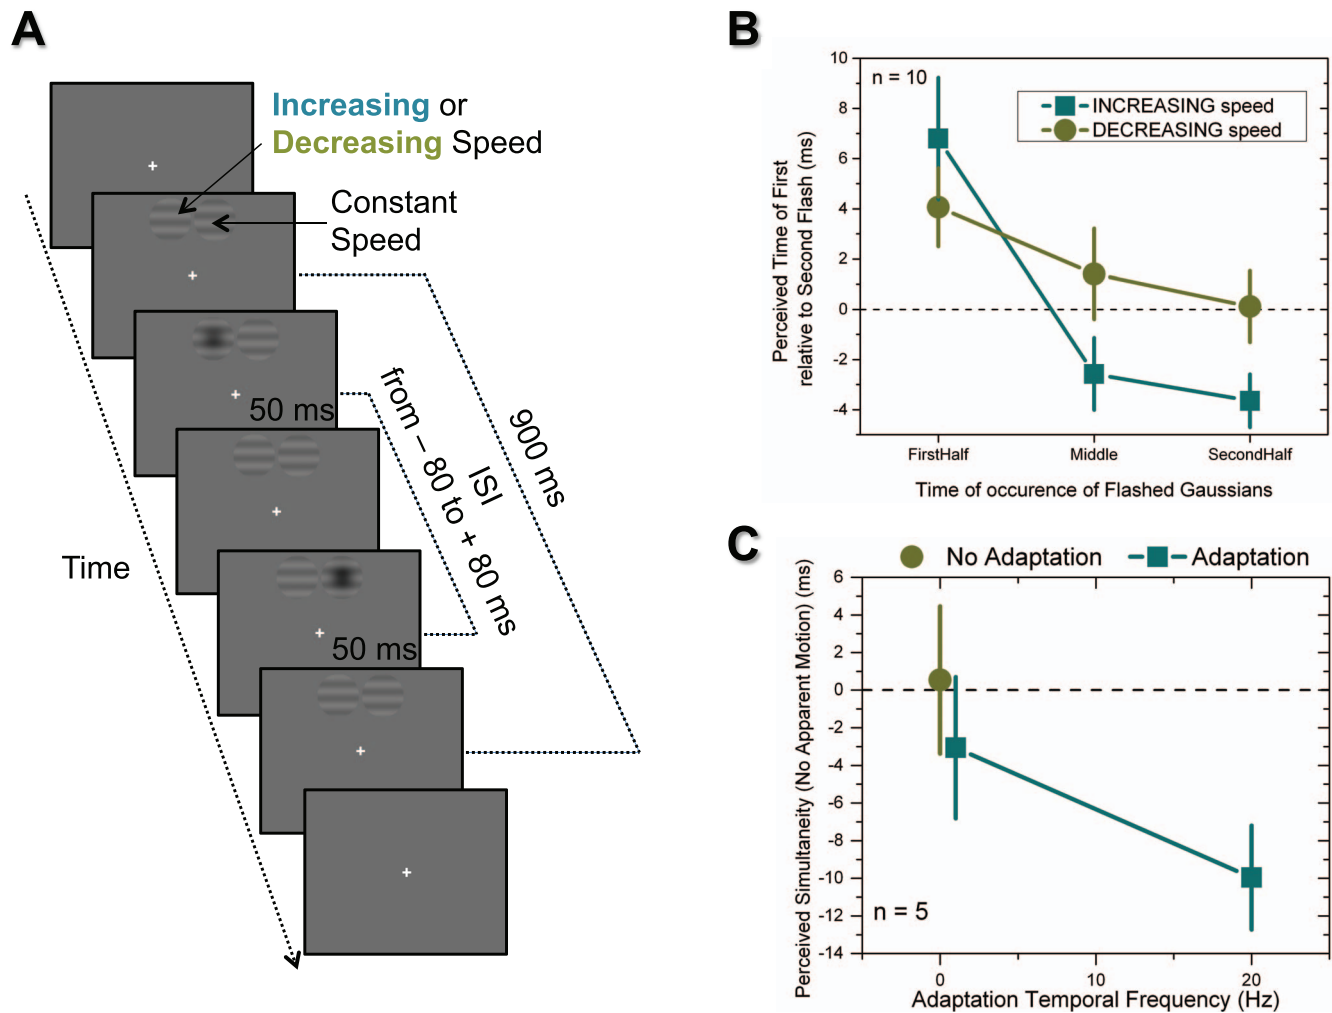 A
Increasing or
Decreasing Speed
Constant
Speed
50 ms
from – 80 to + 80 ms
ISI
900 ms
Time
50 ms
B
10
8
6
4
2
0
-2
-4
n = 10
INCREASING speed
DECREASING speed
Perceived Time of First
relative to Second Flash (ms)
FirstHalf
Middle
SecondHalf
Time of occurence of Flashed Gaussians
C
No Adaptation
Adaptation
6
4
2
0
-2
-4
-6
-8
-10
-12
-14
Perceived Simultaneity (No Apparent Motion) (ms)
n = 5
0
10
20
Adaptation Temporal Frequency (Hz)